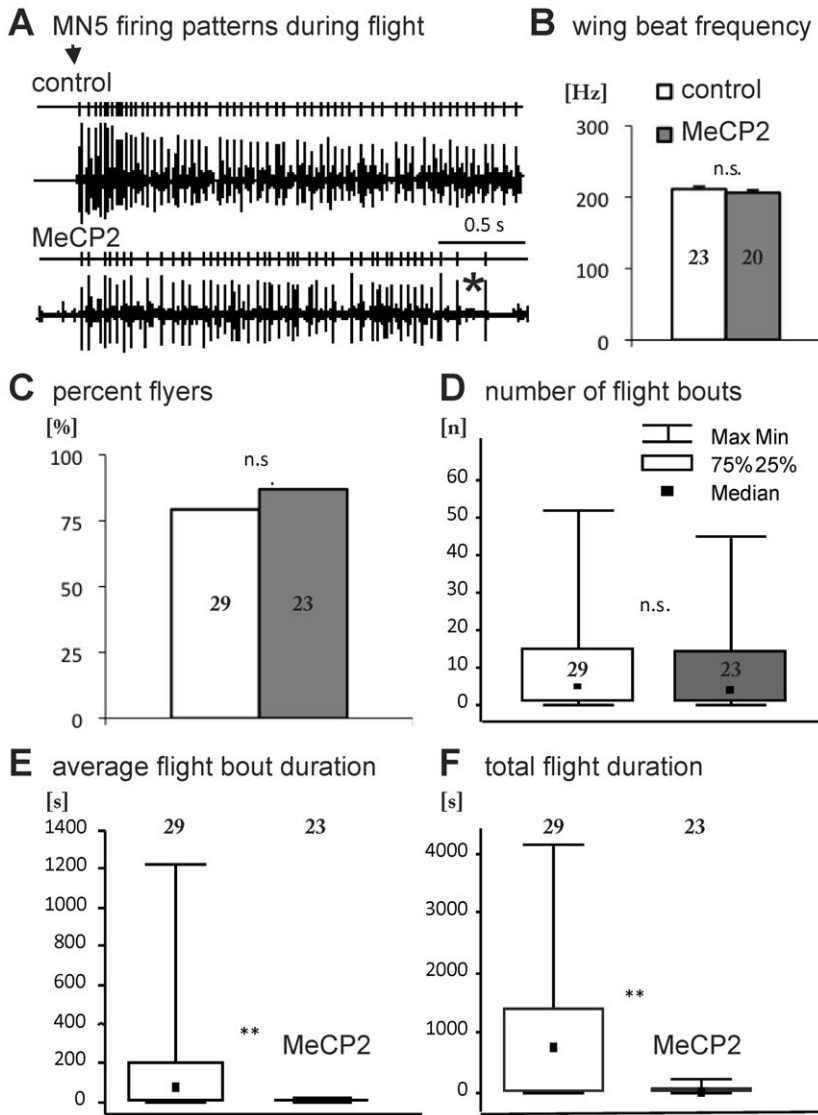 A MN5 firing patterns during flight
control
MeCP2
0.5 s
*
B wing beat frequency
[Hz]
control
MeCP2
n.s.
300
200
100
0
23
20
C percent flyers
[%]
n.s.
100
75
50
25
0
29
23
D number of flight bouts
[n]
Max Min
75% 25%
Median
60
50
40
30
20
10
0
n.s.
29
23
E average flight bout duration
[s]
29
23
1400
1200
1000
800
600
400
200
0
**
MeCP2
F total flight duration
[s]
29
23
4000
3000
2000
1000
0
**
MeCP2